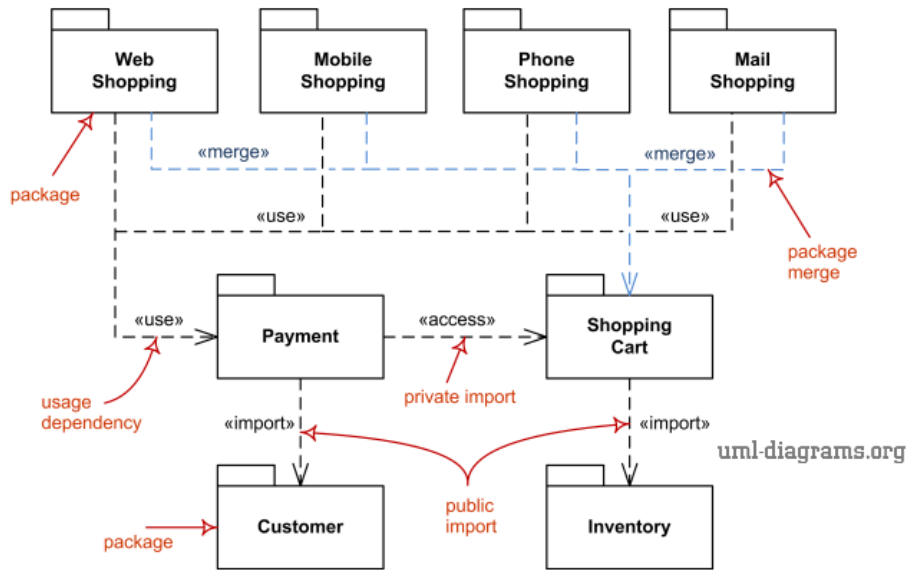 Web
Shopping
Mobile
Shopping
Phone
Shopping
Mail
Shopping
«merge»
«merge»
package
«use»
«use»
package
merge
«use»
Payment
«access»
Shopping
Cart
usage
dependency
private import
«import»
«import»
uml-diagrams.org
public
import
Customer
Inventory
package